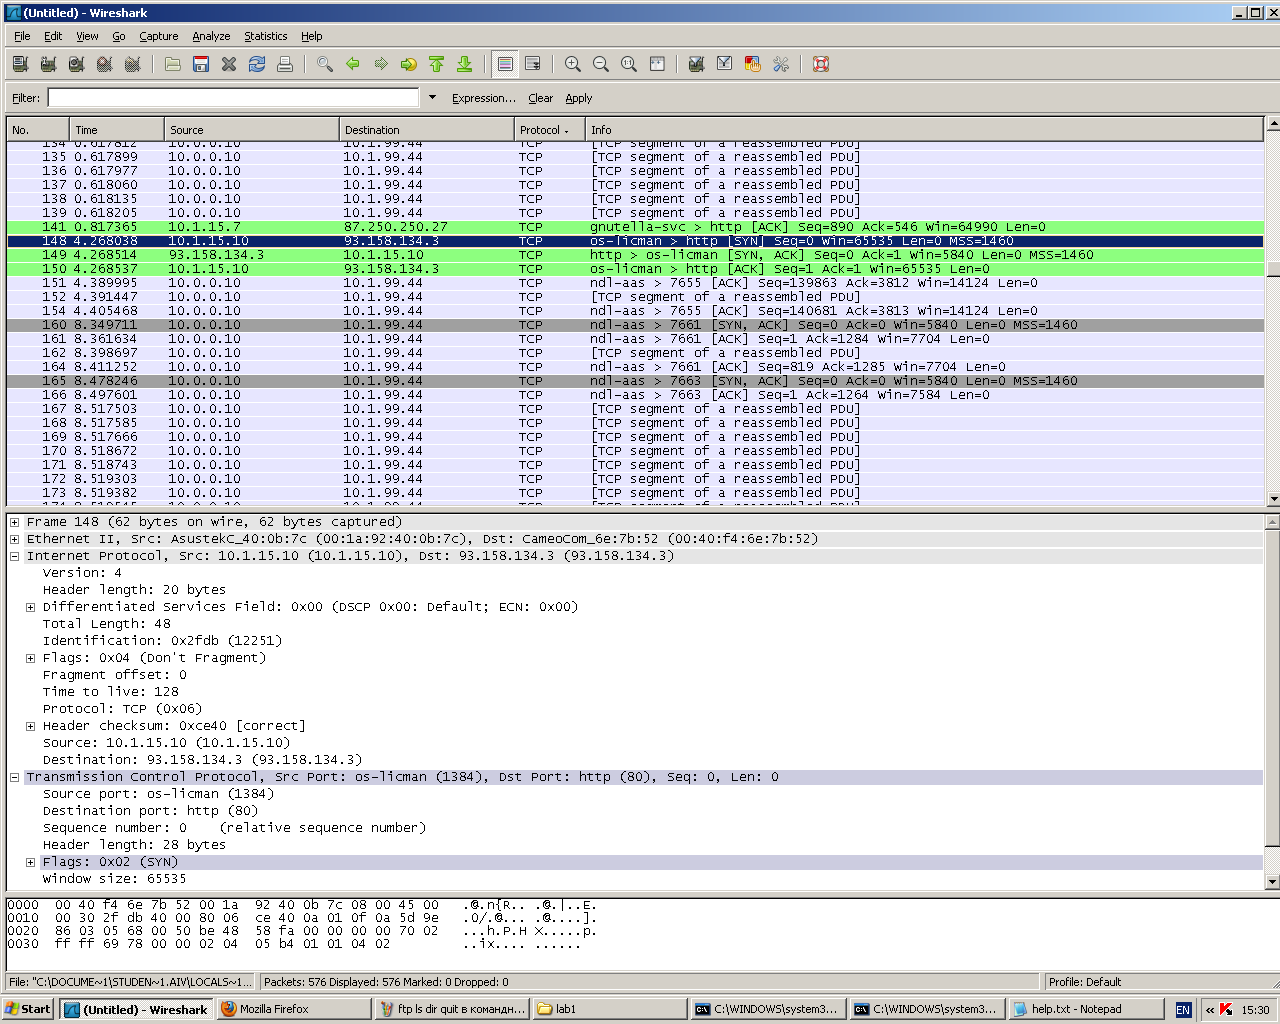 (Untitled) - Wireshark
File Edit View Go Capture Analyze Statistics Help
Filter: Expression... Clear Apply
No. Time Source Destination Protocol Info
134 0.617812 10.0.0.10 10.1.99.44 TCP [TCP segment of a reassembled PDU]
135 0.617899 10.0.0.10 10.1.99.44 TCP [TCP segment of a reassembled PDU]
136 0.617977 10.0.0.10 10.1.99.44 TCP [TCP segment of a reassembled PDU]
137 0.618060 10.0.0.10 10.1.99.44 TCP [TCP segment of a reassembled PDU]
138 0.618135 10.0.0.10 10.1.99.44 TCP [TCP segment of a reassembled PDU]
139 0.618205 10.0.0.10 10.1.99.44 TCP [TCP segment of a reassembled PDU]
141 0.817365 10.1.15.7 87.250.250.27 TCP gnutella-svc > http [ACK] Seq=890 Ack=546 Win=64990 Len=0
148 4.268038 10.1.15.10 93.158.134.3 TCP os-licman > http [SYN] Seq=0 Win=65535 Len=0 MSS=1460
149 4.268514 93.158.134.3 10.1.15.10 TCP http > os-licman [SYN, ACK] Seq=0 Ack=1 Win=5840 Len=0 MSS=1460
150 4.268537 10.1.15.10 93.158.134.3 TCP os-licman > http [ACK] Seq=1 Ack=1 Win=65535 Len=0
151 4.389995 10.0.0.10 10.1.99.44 TCP ndl-aas > 7655 [ACK] Seq=139863 Ack=3812 Win=14124 Len=0
152 4.391447 10.0.0.10 10.1.99.44 TCP [TCP segment of a reassembled PDU]
154 4.405468 10.0.0.10 10.1.99.44 TCP ndl-aas > 7655 [ACK] Seq=140681 Ack=3813 Win=14124 Len=0
160 8.349711 10.0.0.10 10.1.99.44 TCP ndl-aas > 7661 [SYN, ACK] Seq=0 Ack=0 Win=5840 Len=0 MSS=1460
161 8.361634 10.0.0.10 10.1.99.44 TCP ndl-aas > 7661 [ACK] Seq=1 Ack=1284 Win=7704 Len=0
162 8.398697 10.0.0.10 10.1.99.44 TCP [TCP segment of a reassembled PDU]
164 8.411252 10.0.0.10 10.1.99.44 TCP ndl-aas > 7661 [ACK] Seq=819 Ack=1285 Win=7704 Len=0
165 8.478246 10.0.0.10 10.1.99.44 TCP ndl-aas > 7663 [SYN, ACK] Seq=0 Ack=0 Win=5840 Len=0 MSS=1460
166 8.497601 10.0.0.10 10.1.99.44 TCP ndl-aas > 7663 [ACK] Seq=1 Ack=1264 Win=7584 Len=0
167 8.517503 10.0.0.10 10.1.99.44 TCP [TCP segment of a reassembled PDU]
168 8.517585 10.0.0.10 10.1.99.44 TCP [TCP segment of a reassembled PDU]
169 8.517666 10.0.0.10 10.1.99.44 TCP [TCP segment of a reassembled PDU]
170 8.518672 10.0.0.10 10.1.99.44 TCP [TCP segment of a reassembled PDU]
171 8.518743 10.0.0.10 10.1.99.44 TCP [TCP segment of a reassembled PDU]
172 8.519303 10.0.0.10 10.1.99.44 TCP [TCP segment of a reassembled PDU]
173 8.519382 10.0.0.10 10.1.99.44 TCP [TCP segment of a reassembled PDU]
Frame 148 (62 bytes on wire, 62 bytes captured)
Ethernet II, Src: AsustekC_40:0b:7c (00:1a:92:40:0b:7c), Dst: CameoCom_6e:7b:52 (00:40:f4:6e:7b:52)
Internet Protocol, Src: 10.1.15.10 (10.1.15.10), Dst: 93.158.134.3 (93.158.134.3)
Version: 4
Header length: 20 bytes
Differentiated Services Field: 0x00 (DSCP 0x00: Default; ECN: 0x00)
Total Length: 48
Identification: 0x2fdb (12251)
Flags: 0x04 (Don't Fragment)
Fragment offset: 0
Time to live: 128
Protocol: TCP (0x06)
Header checksum: 0xce40 [correct]
Source: 10.1.15.10 (10.1.15.10)
Destination: 93.158.134.3 (93.158.134.3)
Transmission Control Protocol, Src Port: os-licman (1384), Dst Port: http (80), Seq: 0, Len: 0
Source port: os-licman (1384)
Destination port: http (80)
Sequence number: 0 (relative sequence number)
Header length: 28 bytes
Flags: 0x02 (SYN)
Window size: 65535
0000 00 40 f4 6e 7b 52 00 1a 92 40 0b 7c 08 00 45 00 .@.n{R.. .@.|..E.
0010 00 30 2f db 40 00 80 06 ce 40 0a 01 0f 0a 5d 9e .0/.@... .@....].
0020 86 03 05 68 00 50 be 48 58 fa 00 00 00 00 70 02 ...h.P.H X.....p.
0030 ff ff 69 78 00 00 02 04 05 b4 01 01 04 02 ..ix.... ......
File: "C:\DOCUME~1\STUDEN~1.AIV\LOCALS~1... Packets: 576 Displayed: 576 Marked: 0 Dropped: 0 Profile: Default
Start (Untitled) - Wireshark Mozilla Firefox ftp ls dir quit в командн... lab1 C:\WINDOWS\system3... C:\WINDOWS\system3... help.txt - Notepad EN « K 15:30